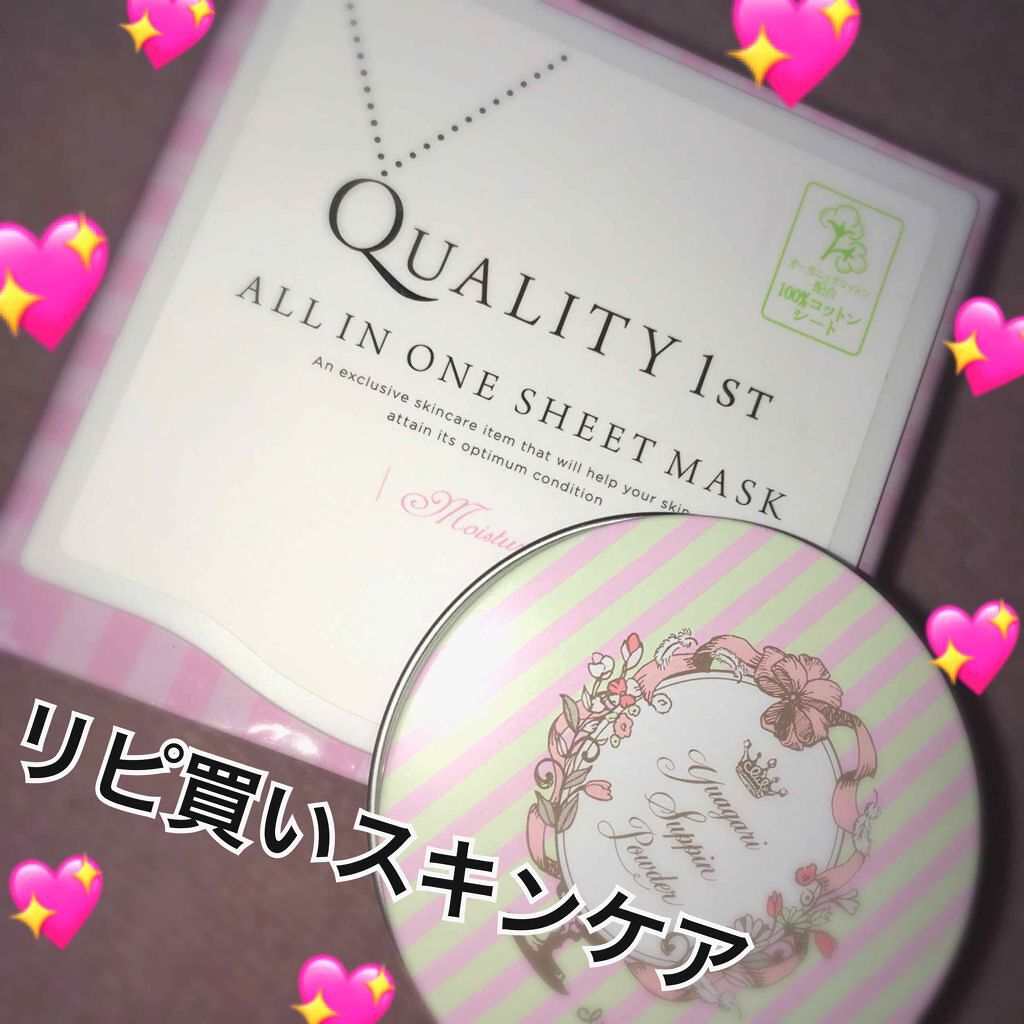 QUALITY 1ST
ALL IN ONE SHEET MASK
An exclusive skincare item that will help your skin
attain its optimum condition
オーガニックコットン
配合
100%コットン
シート
Yuagari
Suppin
Powder
リピ買いスキンケア